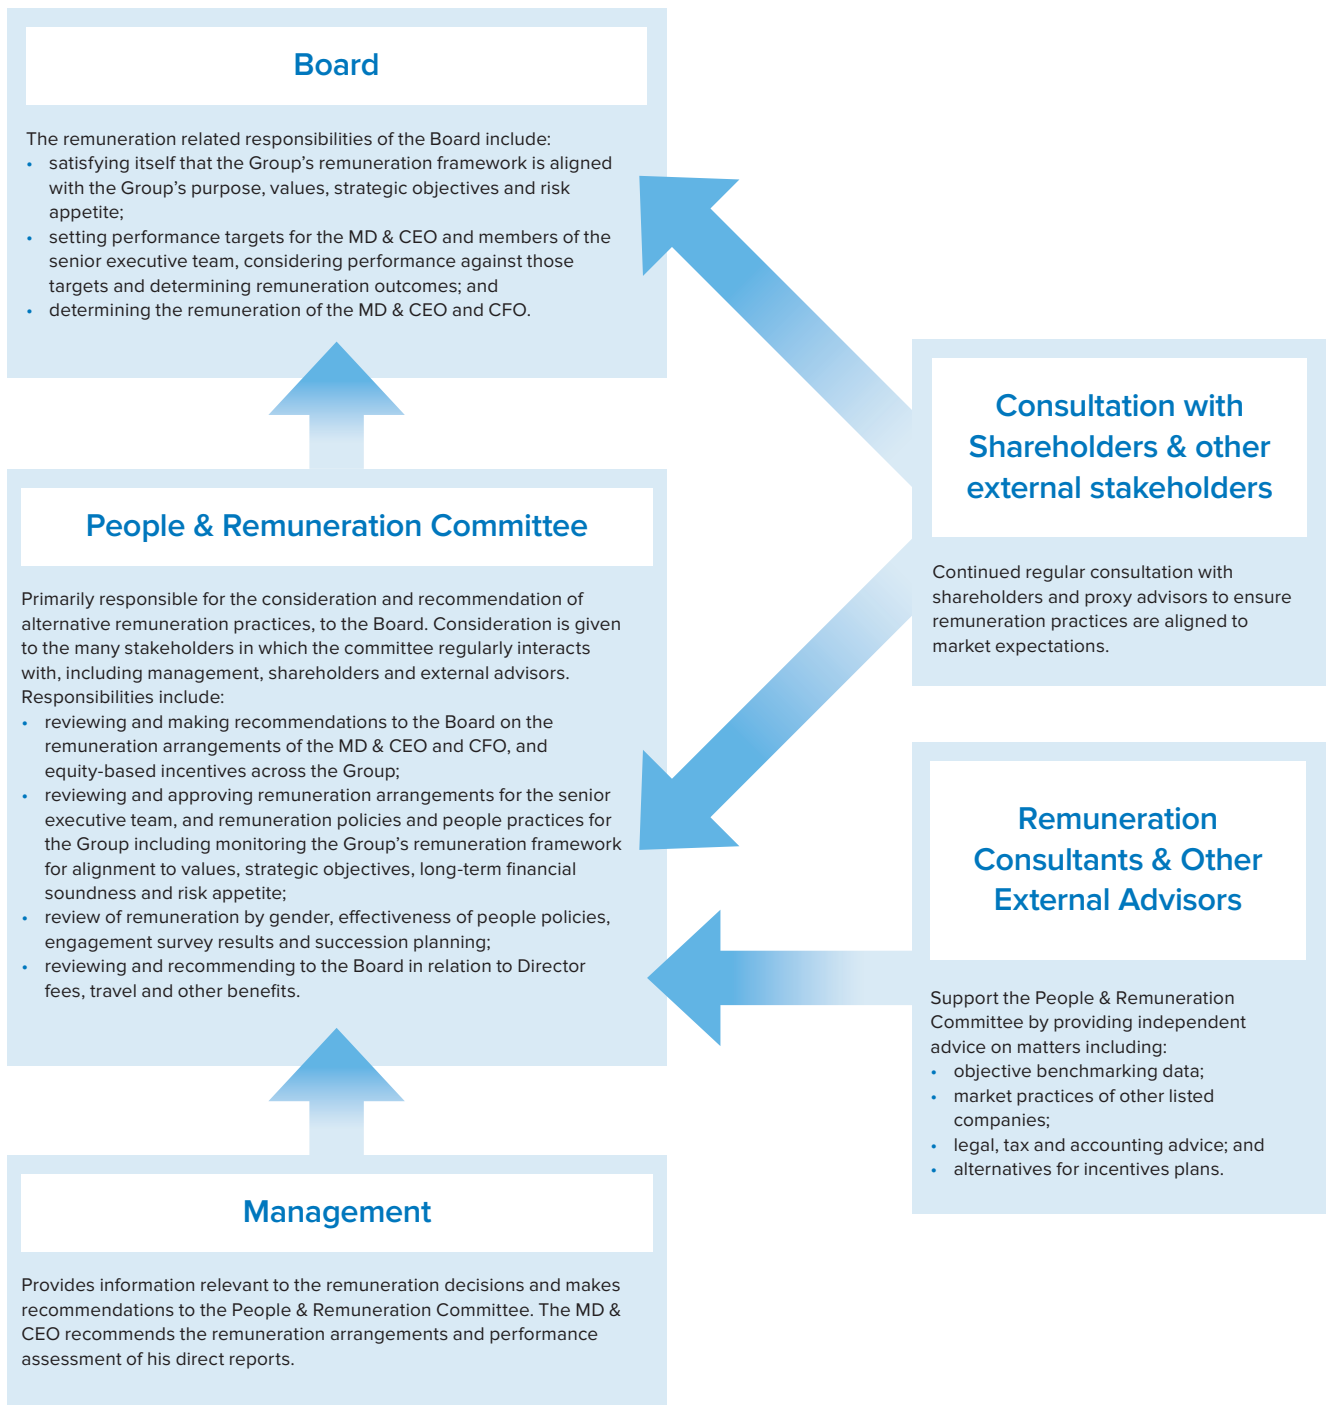 Board
The remuneration related responsibilities of the Board include:
• satisfying itself that the Group's remuneration framework is aligned
with the Group's purpose, values, strategic objectives and risk
appetite;
• setting performance targets for the MD & CEO and members of the
senior executive team, considering performance against those
targets and determining remuneration outcomes; and
• determining the remuneration of the MD & CEO and CFO.
People & Remuneration Committee
Primarily responsible for the consideration and recommendation of
alternative remuneration practices, to the Board. Consideration is given
to the many stakeholders in which the committee regularly interacts
with, including management, shareholders and external advisors.
Responsibilities include:
• reviewing and making recommendations to the Board on the
remuneration arrangements of the MD & CEO and CFO, and
equity-based incentives across the Group;
• reviewing and approving remuneration arrangements for the senior
executive team, and remuneration policies and people practices for
the Group including monitoring the Group's remuneration framework
for alignment to values, strategic objectives, long-term financial
soundness and risk appetite;
• review of remuneration by gender, effectiveness of people policies,
engagement survey results and succession planning;
• reviewing and recommending to the Board in relation to Director
fees, travel and other benefits.
Management
Provides information relevant to the remuneration decisions and makes
recommendations to the People & Remuneration Committee. The MD &
CEO recommends the remuneration arrangements and performance
assessment of his direct reports.
Consultation with
Shareholders & other
external stakeholders
Continued regular consultation with
shareholders and proxy advisors to ensure
remuneration practices are aligned to
market expectations.
Remuneration
Consultants & Other
External Advisors
Support the People & Remuneration
Committee by providing independent
advice on matters including:
• objective benchmarking data;
• market practices of other listed
companies;
• legal, tax and accounting advice; and
• alternatives for incentives plans.